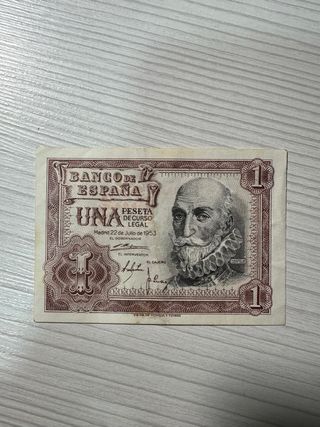 BANCO DE
ESPAÑA
1
UNA PESETA
DE CURSO
LEGAL
Madrid 22 de Julio de 1953
EL GOBERNADOR
EL INTERVENTOR
EL CAJERO
1
1